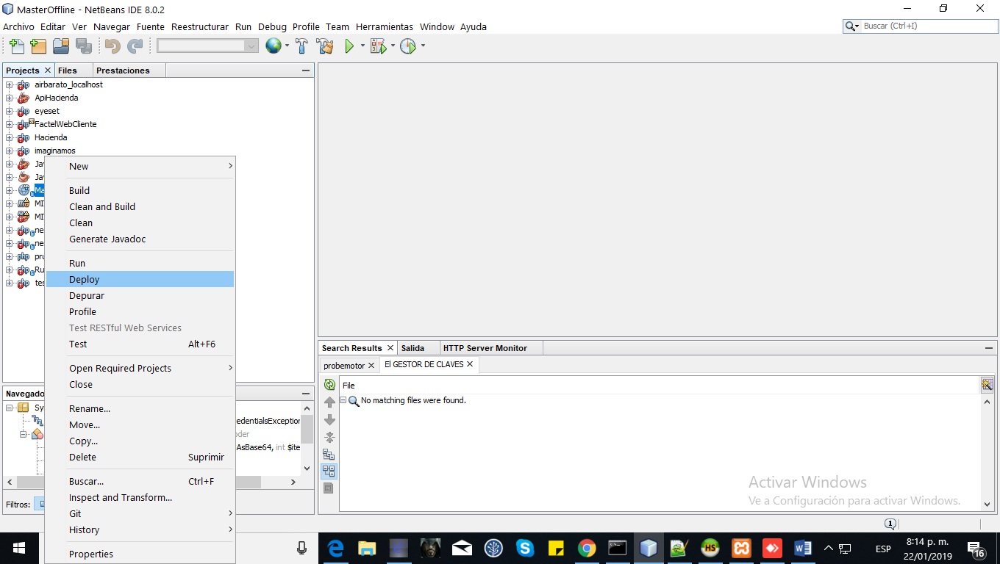 MasterOffline - NetBeans IDE 8.0.2
Archivo Editar Ver Navegar Fuente Reestructurar Run Debug Profile Team Herramientas Window Ayuda
Buscar (Ctrl+I)
Projects Files Prestaciones
airbarato_localhost
ApiHacienda
eyeset
FactelWebCliente
Hacienda
imaginamos
Jav
Jav
Ma
MI
MI
ne
ne
pru
Ru
tes
New
Build
Clean and Build
Clean
Generate Javadoc
Run
Deploy
Depurar
Profile
Test RESTful Web Services
Test Alt+F6
Open Required Projects
Close
Rename...
Move...
Copy...
Delete Suprimir
Buscar... Ctrl+F
Inspect and Transform...
Git
History
Properties
Navegado
Sy
edentialsException
oder
AsBase64, int $ite
Filtros:
Search Results Salida HTTP Server Monitor
probemotor El GESTOR DE CLAVES
File
No matching files were found.
Activar Windows
Ve a Configuración para activar Windows.
1
HS
ESP
8:14 p. m.
22/01/2019
16